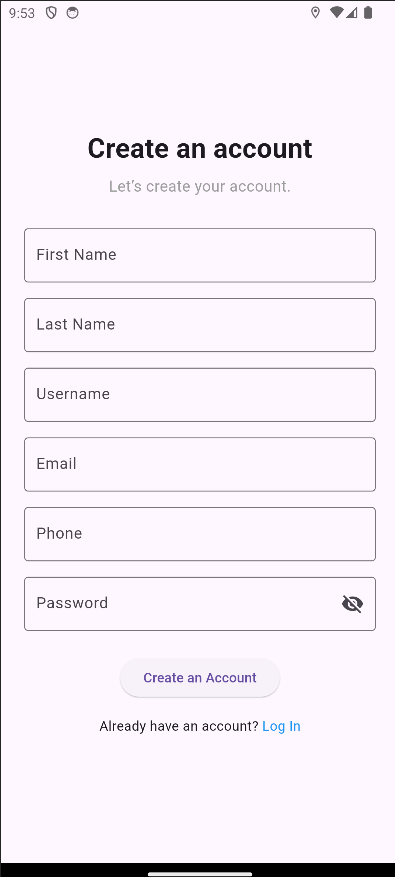 9:53
Create an account
Let’s create your account.
First Name
Last Name
Username
Email
Phone
Password
Create an Account
Already have an account? Log In